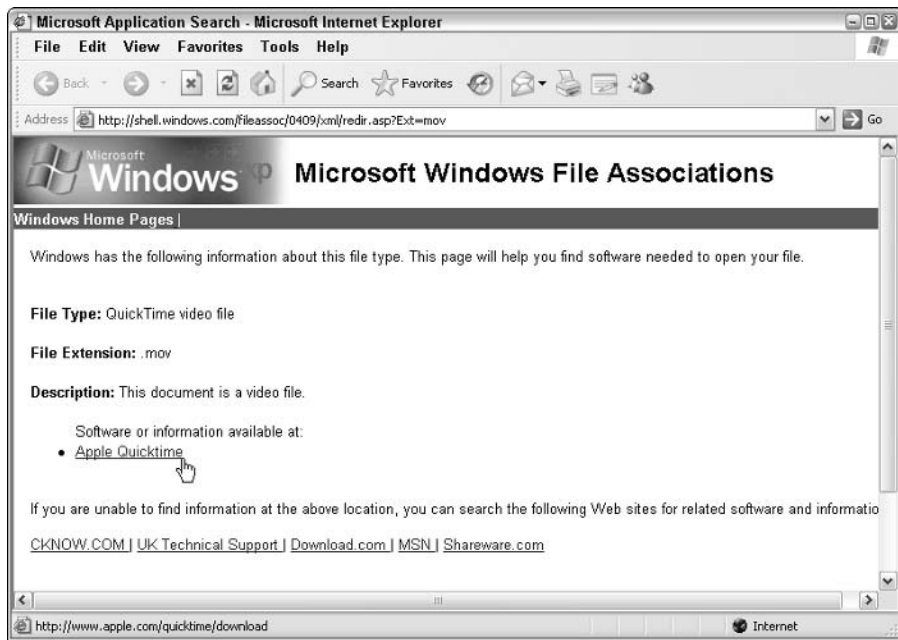 Microsoft Application Search - Microsoft Internet Explorer
File Edit View Favorites Tools Help
Back Search Favorites
Address http://shell.windows.com/fileassoc/0409/xml/redir.asp?Ext=mov Go
Microsoft
Windows xp
Microsoft Windows File Associations
Windows Home Pages |
Windows has the following information about this file type. This page will help you find software needed to open your file.
File Type: QuickTime video file
File Extension: .mov
Description: This document is a video file.
Software or information available at:
• Apple Quicktime
If you are unable to find information at the above location, you can search the following Web sites for related software and informatio
CKNOW.COM | UK Technical Support | Download.com | MSN | Shareware.com
http://www.apple.com/quicktime/download Internet